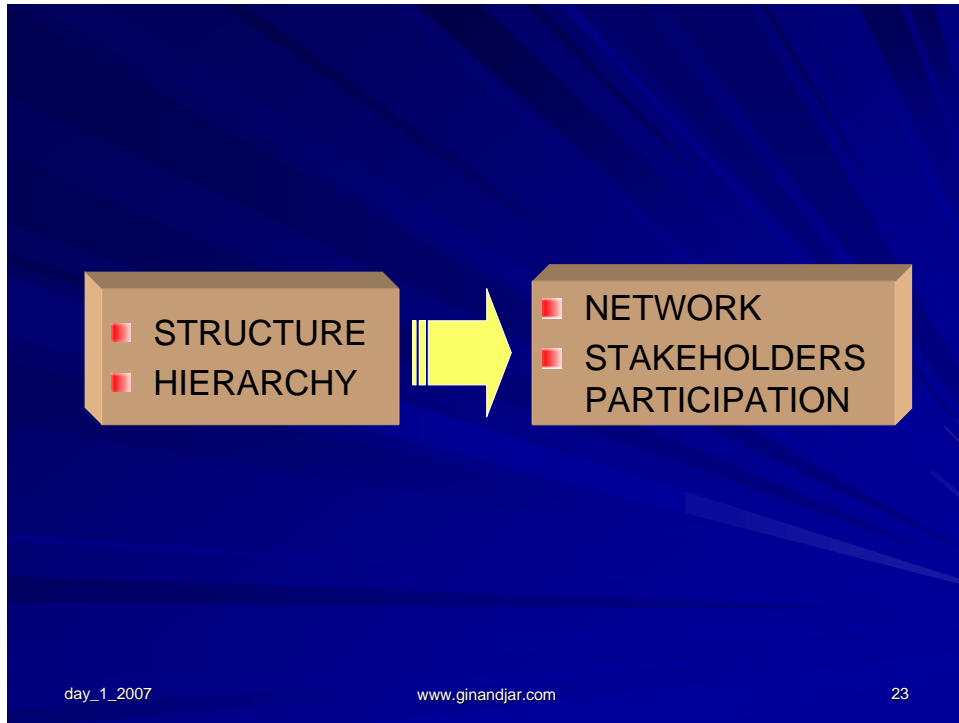 STRUCTURE
HIERARCHY
NETWORK
STAKEHOLDERS
PARTICIPATION
day_1_2007
www.ginandjar.com
23